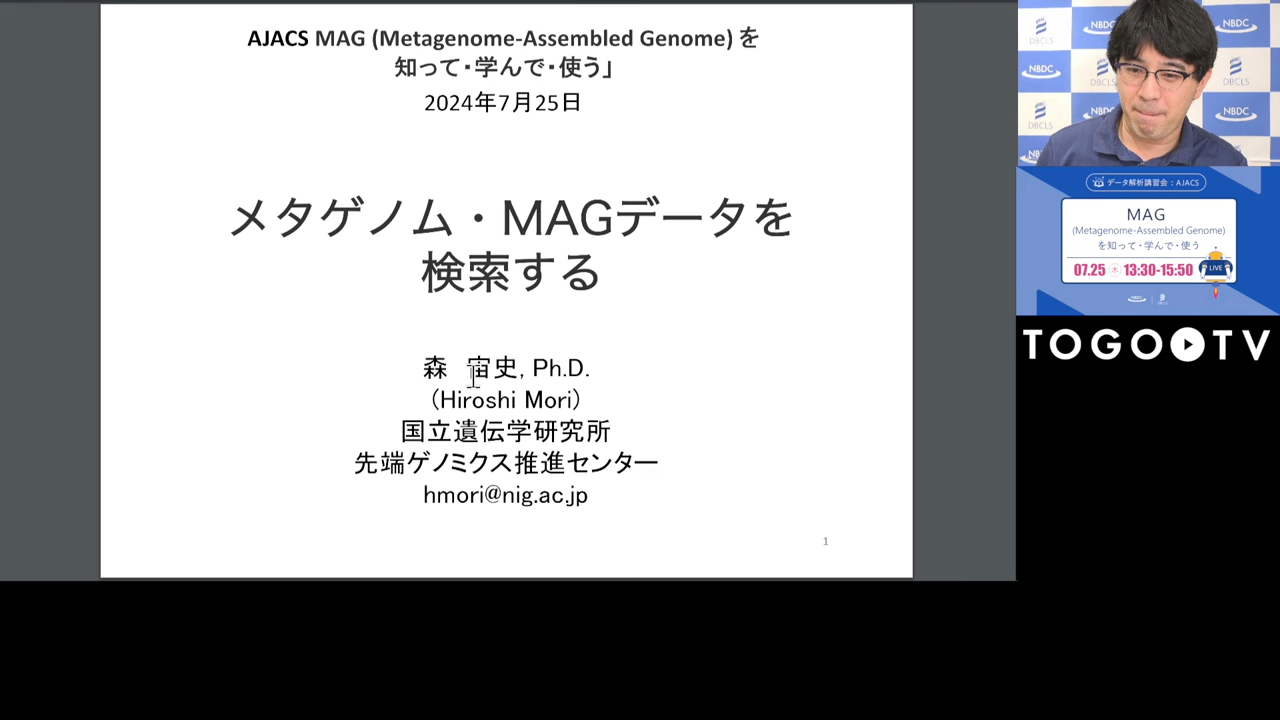 AJACS MAG (Metagenome-Assembled Genome) を
知って・学んで・使う」
2024年7月25日
メタゲノム・MAGデータを
検索する
森 宙史, Ph.D.
(Hiroshi Mori)
国立遺伝学研究所
先端ゲノミクス推進センター
hmori@nig.ac.jp
1
NBDC
DBCLS
NBDC
DBCLS
NBDC
データ解析講習会：AJACS
MAG
(Metagenome-Assembled Genome)
を知って・学んで・使う
07.25 木 13:30-15:50
LIVE
TOGO TV